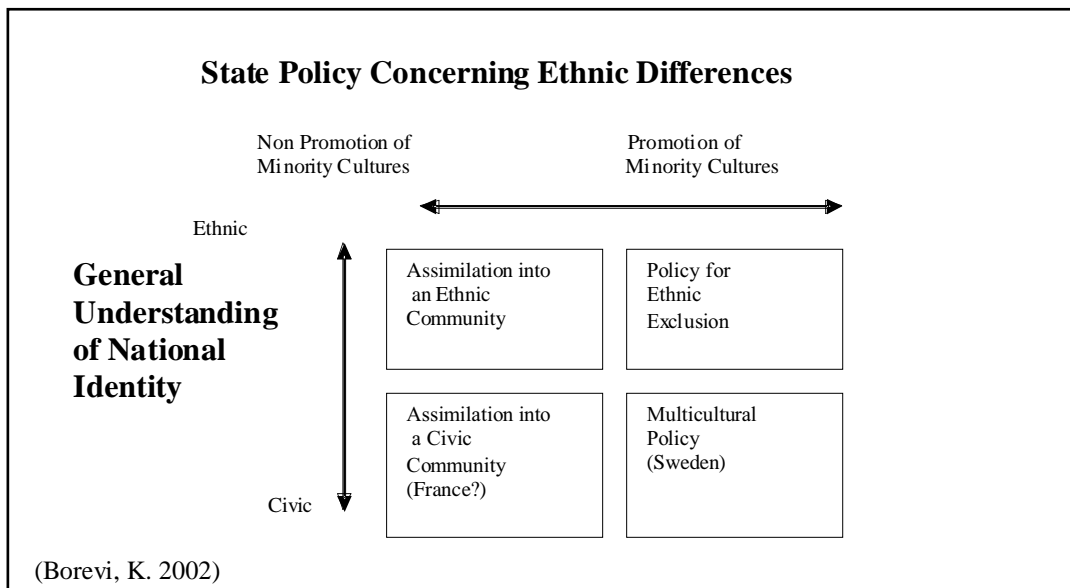 State Policy Concerning Ethnic Differences
Non Promotion of
Minority Cultures
Promotion of
Minority Cultures
Ethnic
General
Understanding
of National
Identity
Assimilation into
an Ethnic
Community
Policy for
Ethnic
Exclusion
Assimilation into
a Civic
Community
(France?)
Multicultural
Policy
(Sweden)
Civic
(Borevi, K. 2002)